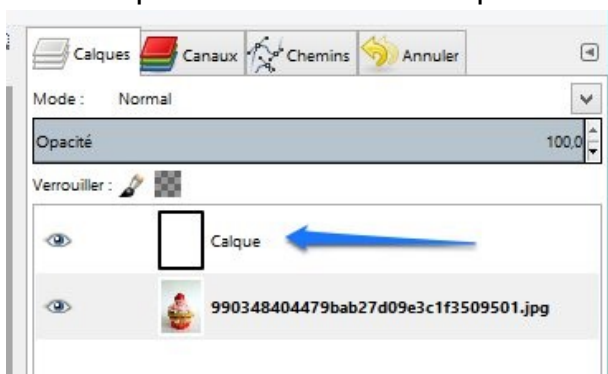 Calques Canaux Chemins Annuler
Mode : Normal
Opacité 100,0
Verrouiller :
Calque
990348404479bab27d09e3c1f3509501.jpg